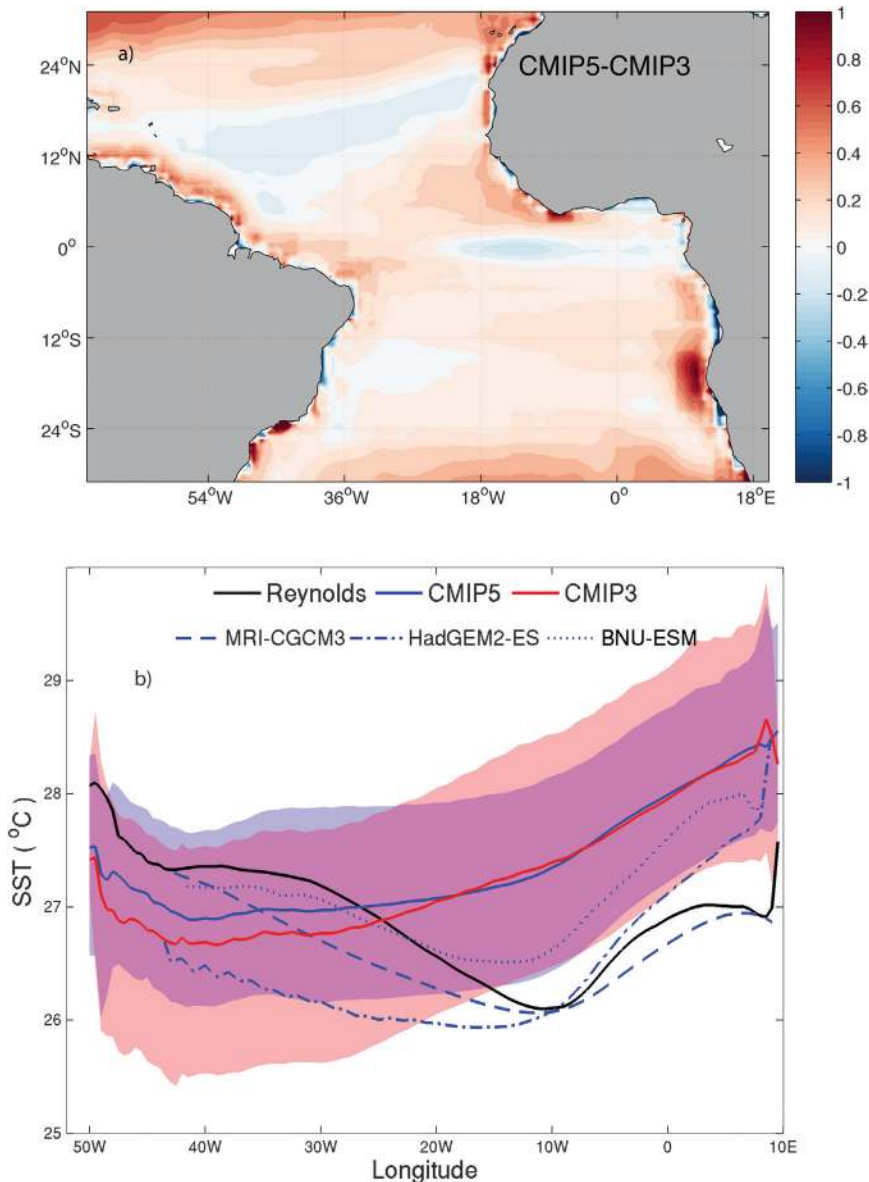 a)
CMIP5-CMIP3
24°N
12°N
0°
12°S
24°S
54°W 36°W 18°W 0° 18°E
1
0.8
0.6
0.4
0.2
0
-0.2
-0.4
-0.6
-0.8
-1
Reynolds CMIP5 CMIP3
MRI-CGCM3 HadGEM2-ES BNU-ESM
b)
29
28
27
26
25
SST (°C)
50W 40W 30W 20W 10W 0 10E
Longitude